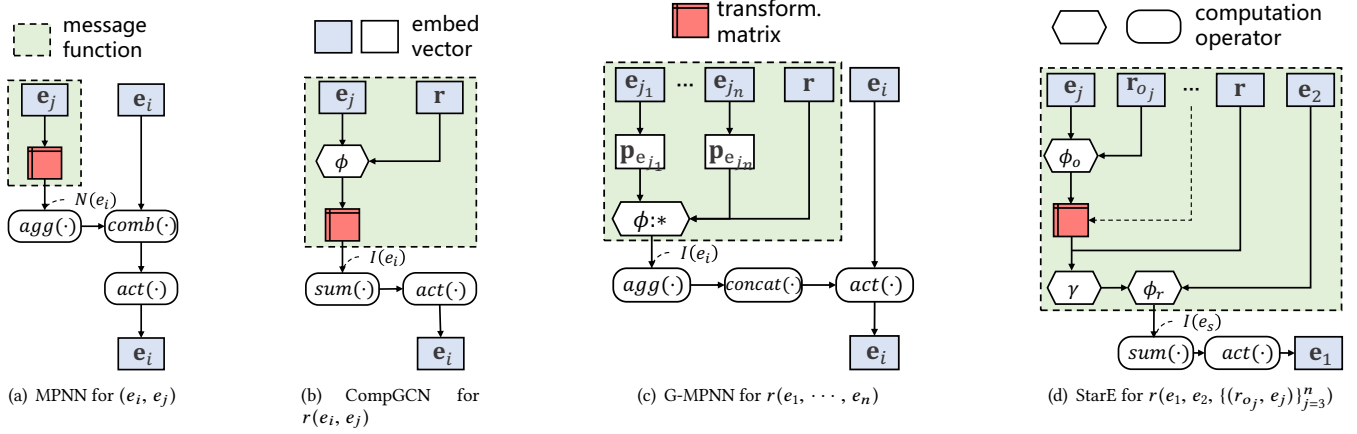 message
function
embed
vector
transform.
matrix
computation
operator
e_j e_i
N(e_i)
agg(·) comb(·)
act(·)
e_i
(a) MPNN for (e_i, e_j)
e_j r
ϕ
I(e_i)
sum(·) act(·)
e_i
(b) CompGCN for
r(e_i, e_j)
e_{j_1} ... e_{j_n} r e_i
p_{e_{j_1}} p_{e_{j_n}}
ϕ:*
I(e_i)
agg(·) concat(·) act(·)
e_i
(c) G-MPNN for r(e_1, ⋯, e_n)
e_j r_{o_j} ... r e_2
ϕ_o
γ ϕ_r
I(e_s)
sum(·) act(·) e_1
(d) StarE for r(e_1, e_2, {(r_{o_j}, e_j)}_{j=3}^n)